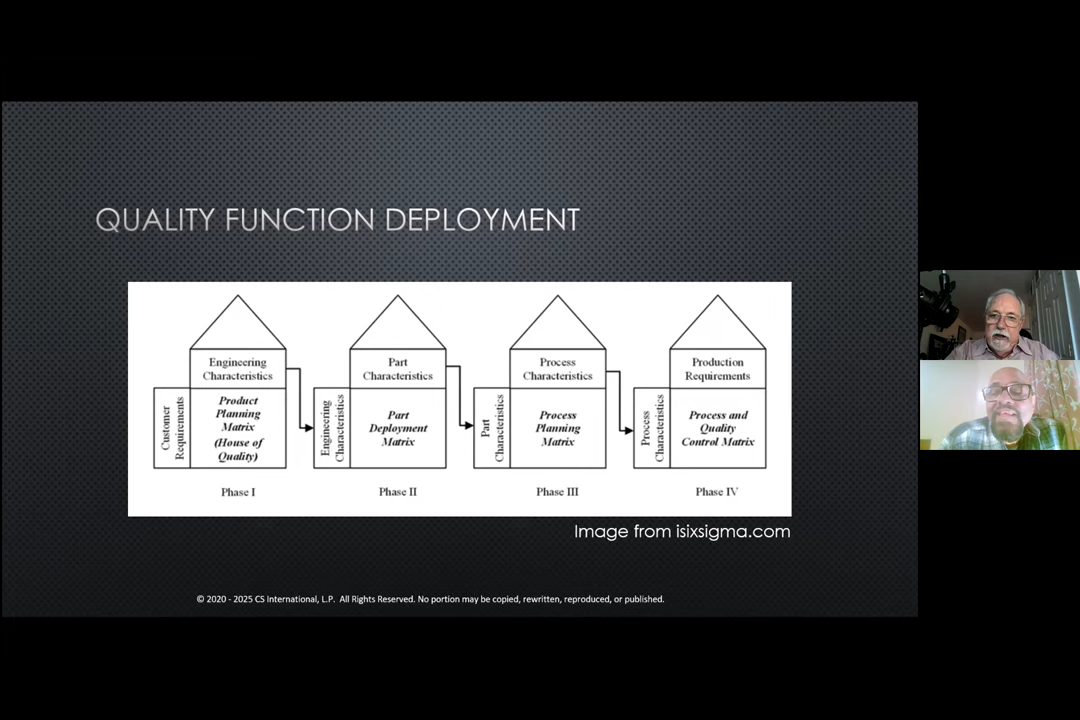 QUALITY FUNCTION DEPLOYMENT
Engineering
Characteristics
Customer
Requirements
Product
Planning
Matrix
(House of
Quality)
Phase I
Part
Characteristics
Engineering
Characteristics
Part
Deployment
Matrix
Phase II
Process
Characteristics
Part
Characteristics
Process
Planning
Matrix
Phase III
Production
Requirements
Process
Characteristics
Process and
Quality
Control Matrix
Phase IV
Image from isixsigma.com
© 2020 - 2025 CS International, L.P.  All Rights Reserved. No portion may be copied, rewritten, reproduced, or published.